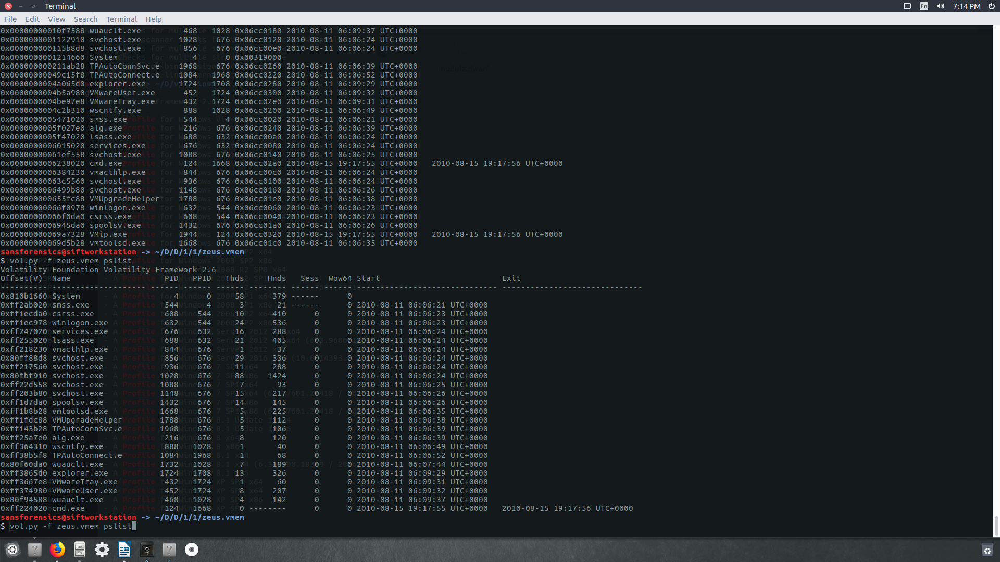 Terminal
En
7:14 PM
File Edit View Search Terminal Help
0x00000000010f7588 wuauclt.exe 468 1028 0x06cc0180 2010-08-11 06:09:37 UTC+0000
0x0000000001122910 svchost.exe 1028 676 0x06cc0120 2010-08-11 06:06:24 UTC+0000
0x000000000115b8d8 svchost.exe 856 676 0x06cc00e0 2010-08-11 06:06:24 UTC+0000
0x0000000001214660 System 4 0 0x00319000
0x000000000211ab28 TPAutoConnSvc.e 1968 676 0x06cc0260 2010-08-11 06:06:39 UTC+0000
0x00000000049c15f8 TPAutoConnect.e 1084 1968 0x06cc0220 2010-08-11 06:06:52 UTC+0000
0x0000000004a065d0 explorer.exe 1724 1708 0x06cc0280 2010-08-11 06:09:29 UTC+0000
0x0000000004b5a980 VMwareUser.exe 452 1724 0x06cc0300 2010-08-11 06:09:32 UTC+0000
0x0000000004be97e8 VMwareTray.exe 432 1724 0x06cc02e0 2010-08-11 06:09:31 UTC+0000
0x0000000004c2b310 wscntfy.exe 888 1028 0x06cc0200 2010-08-11 06:06:49 UTC+0000
0x0000000005471020 smss.exe 544 4 0x06cc0020 2010-08-11 06:06:21 UTC+0000
0x0000000005f027e0 alg.exe 216 676 0x06cc0240 2010-08-11 06:06:39 UTC+0000
0x0000000005f47020 lsass.exe 688 632 0x06cc00a0 2010-08-11 06:06:24 UTC+0000
0x0000000006015020 services.exe 676 632 0x06cc0080 2010-08-11 06:06:24 UTC+0000
0x00000000061ef558 svchost.exe 1088 676 0x06cc0140 2010-08-11 06:06:25 UTC+0000
0x0000000006238020 cmd.exe 124 1668 0x06cc02a0 2010-08-15 19:17:55 UTC+0000 2010-08-15 19:17:56 UTC+0000
0x0000000006384230 vmacthlp.exe 844 676 0x06cc00c0 2010-08-11 06:06:24 UTC+0000
0x00000000063c5560 svchost.exe 936 676 0x06cc0100 2010-08-11 06:06:24 UTC+0000
0x0000000006499b80 svchost.exe 1148 676 0x06cc0160 2010-08-11 06:06:26 UTC+0000
0x000000000655fc88 VMUpgradeHelper 1788 676 0x06cc01e0 2010-08-11 06:06:38 UTC+0000
0x00000000066f0978 winlogon.exe 632 544 0x06cc0060 2010-08-11 06:06:23 UTC+0000
0x00000000066f0da0 csrss.exe 608 544 0x06cc0040 2010-08-11 06:06:23 UTC+0000
0x0000000006945da0 spoolsv.exe 1432 676 0x06cc01a0 2010-08-11 06:06:26 UTC+0000
0x00000000069a7328 VMip.exe 1944 124 0x06cc0320 2010-08-15 19:17:55 UTC+0000 2010-08-15 19:17:56 UTC+0000
0x00000000069d5b28 vmtoolsd.exe 1668 676 0x06cc01c0 2010-08-11 06:06:35 UTC+0000
sansforensics@siftworkstation -> ~/D/D/1/1/zeus.vmem
$ vol.py -f zeus.vmem pslist
Volatility Foundation Volatility Framework 2.6
Offset(V) Name PID PPID Thds Hnds Sess Wow64 Start Exit
---------- -------------------- ------ ------ ------ -------- ------ ------ ------------------------------ ------------------------------
0x810b1660 System 4 0 58 379 ------ 0
0xff2ab020 smss.exe 544 4 3 21 ------ 0 2010-08-11 06:06:21 UTC+0000
0xff1ecda0 csrss.exe 608 544 10 410 0 0 2010-08-11 06:06:23 UTC+0000
0xff1ec978 winlogon.exe 632 544 24 536 0 0 2010-08-11 06:06:23 UTC+0000
0xff247020 services.exe 676 632 16 288 0 0 2010-08-11 06:06:24 UTC+0000
0xff255020 lsass.exe 688 632 21 405 0 0 2010-08-11 06:06:24 UTC+0000
0xff218230 vmacthlp.exe 844 676 1 37 0 0 2010-08-11 06:06:24 UTC+0000
0x80ff88d8 svchost.exe 856 676 29 336 0 0 2010-08-11 06:06:24 UTC+0000
0xff217560 svchost.exe 936 676 11 288 0 0 2010-08-11 06:06:24 UTC+0000
0x80fbf910 svchost.exe 1028 676 88 1424 0 0 2010-08-11 06:06:24 UTC+0000
0xff22d558 svchost.exe 1088 676 7 93 0 0 2010-08-11 06:06:25 UTC+0000
0xff203b80 svchost.exe 1148 676 15 217 0 0 2010-08-11 06:06:26 UTC+0000
0xff1d7da0 spoolsv.exe 1432 676 14 145 0 0 2010-08-11 06:06:26 UTC+0000
0xff1b8b28 vmtoolsd.exe 1668 676 5 225 0 0 2010-08-11 06:06:35 UTC+0000
0xff1fdc88 VMUpgradeHelper 1788 676 5 112 0 0 2010-08-11 06:06:38 UTC+0000
0xff143b28 TPAutoConnSvc.e 1968 676 5 106 0 0 2010-08-11 06:06:39 UTC+0000
0xff25a7e0 alg.exe 216 676 8 120 0 0 2010-08-11 06:06:39 UTC+0000
0xff364310 wscntfy.exe 888 1028 1 40 0 0 2010-08-11 06:06:49 UTC+0000
0xff38b5f8 TPAutoConnect.e 1084 1968 1 68 0 0 2010-08-11 06:06:52 UTC+0000
0x80f60da0 wuauclt.exe 1732 1028 7 189 0 0 2010-08-11 06:07:44 UTC+0000
0xff3865d0 explorer.exe 1724 1708 13 326 0 0 2010-08-11 06:09:29 UTC+0000
0xff3667e8 VMwareTray.exe 432 1724 1 60 0 0 2010-08-11 06:09:31 UTC+0000
0xff374980 VMwareUser.exe 452 1724 8 207 0 0 2010-08-11 06:09:32 UTC+0000
0x80f94588 wuauclt.exe 468 1028 4 142 0 0 2010-08-11 06:09:37 UTC+0000
0xff224020 cmd.exe 124 1668 0 -------- 0 0 2010-08-15 19:17:55 UTC+0000 2010-08-15 19:17:56 UTC+0000
sansforensics@siftworkstation -> ~/D/D/1/1/zeus.vmem
$ vol.py -f zeus.vmem pslist